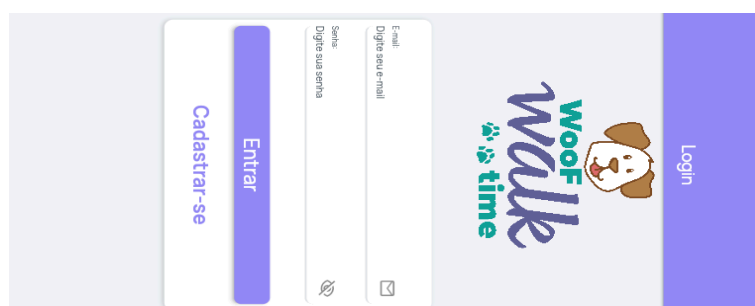 Login
WooF
walk
time
E-mail:
Digite seu e-mail
Senha:
Digite sua senha
Entrar
Cadastrar-se